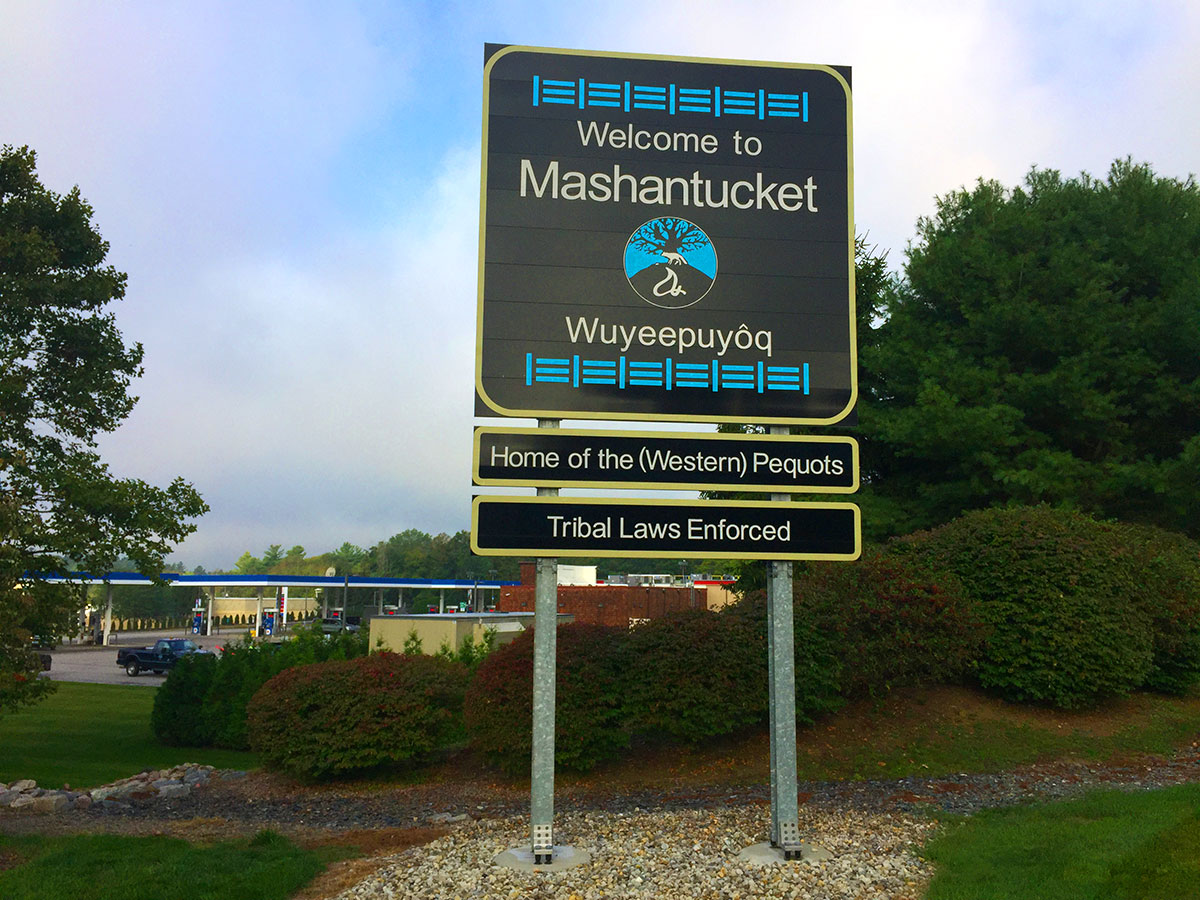 Welcome to
Mashantucket
Wuyeepuyôq
Home of the (Western) Pequots
Tribal Laws Enforced